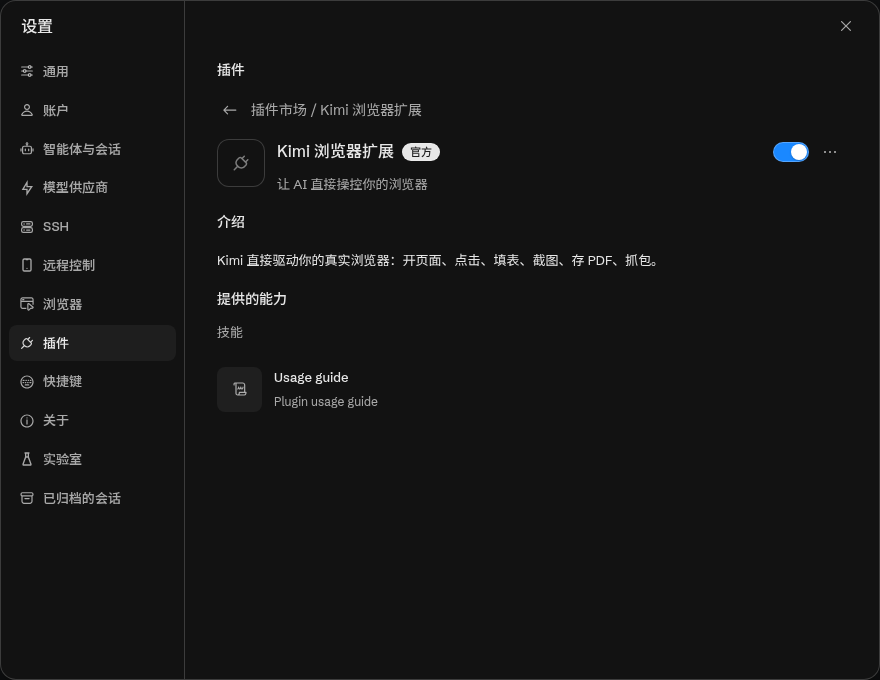 设置
通用
账户
智能体与会话
模型供应商
SSH
远程控制
浏览器
插件
快捷键
关于
实验室
已归档的会话
插件
插件市场 / Kimi 浏览器扩展
Kimi 浏览器扩展 官方
让 AI 直接操控你的浏览器
介绍
Kimi 直接驱动你的真实浏览器：开页面、点击、填表、截图、存 PDF、抓包。
提供的能力
技能
Usage guide
Plugin usage guide